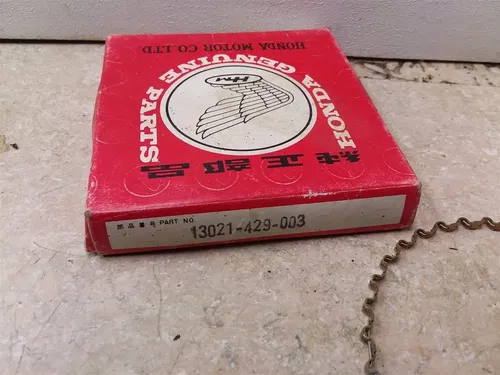 HONDA MOTOR CO.,LTD.
HONDA GENUINE PARTS
HM
純正部品
部品番号 PART NO.
13021-429-003